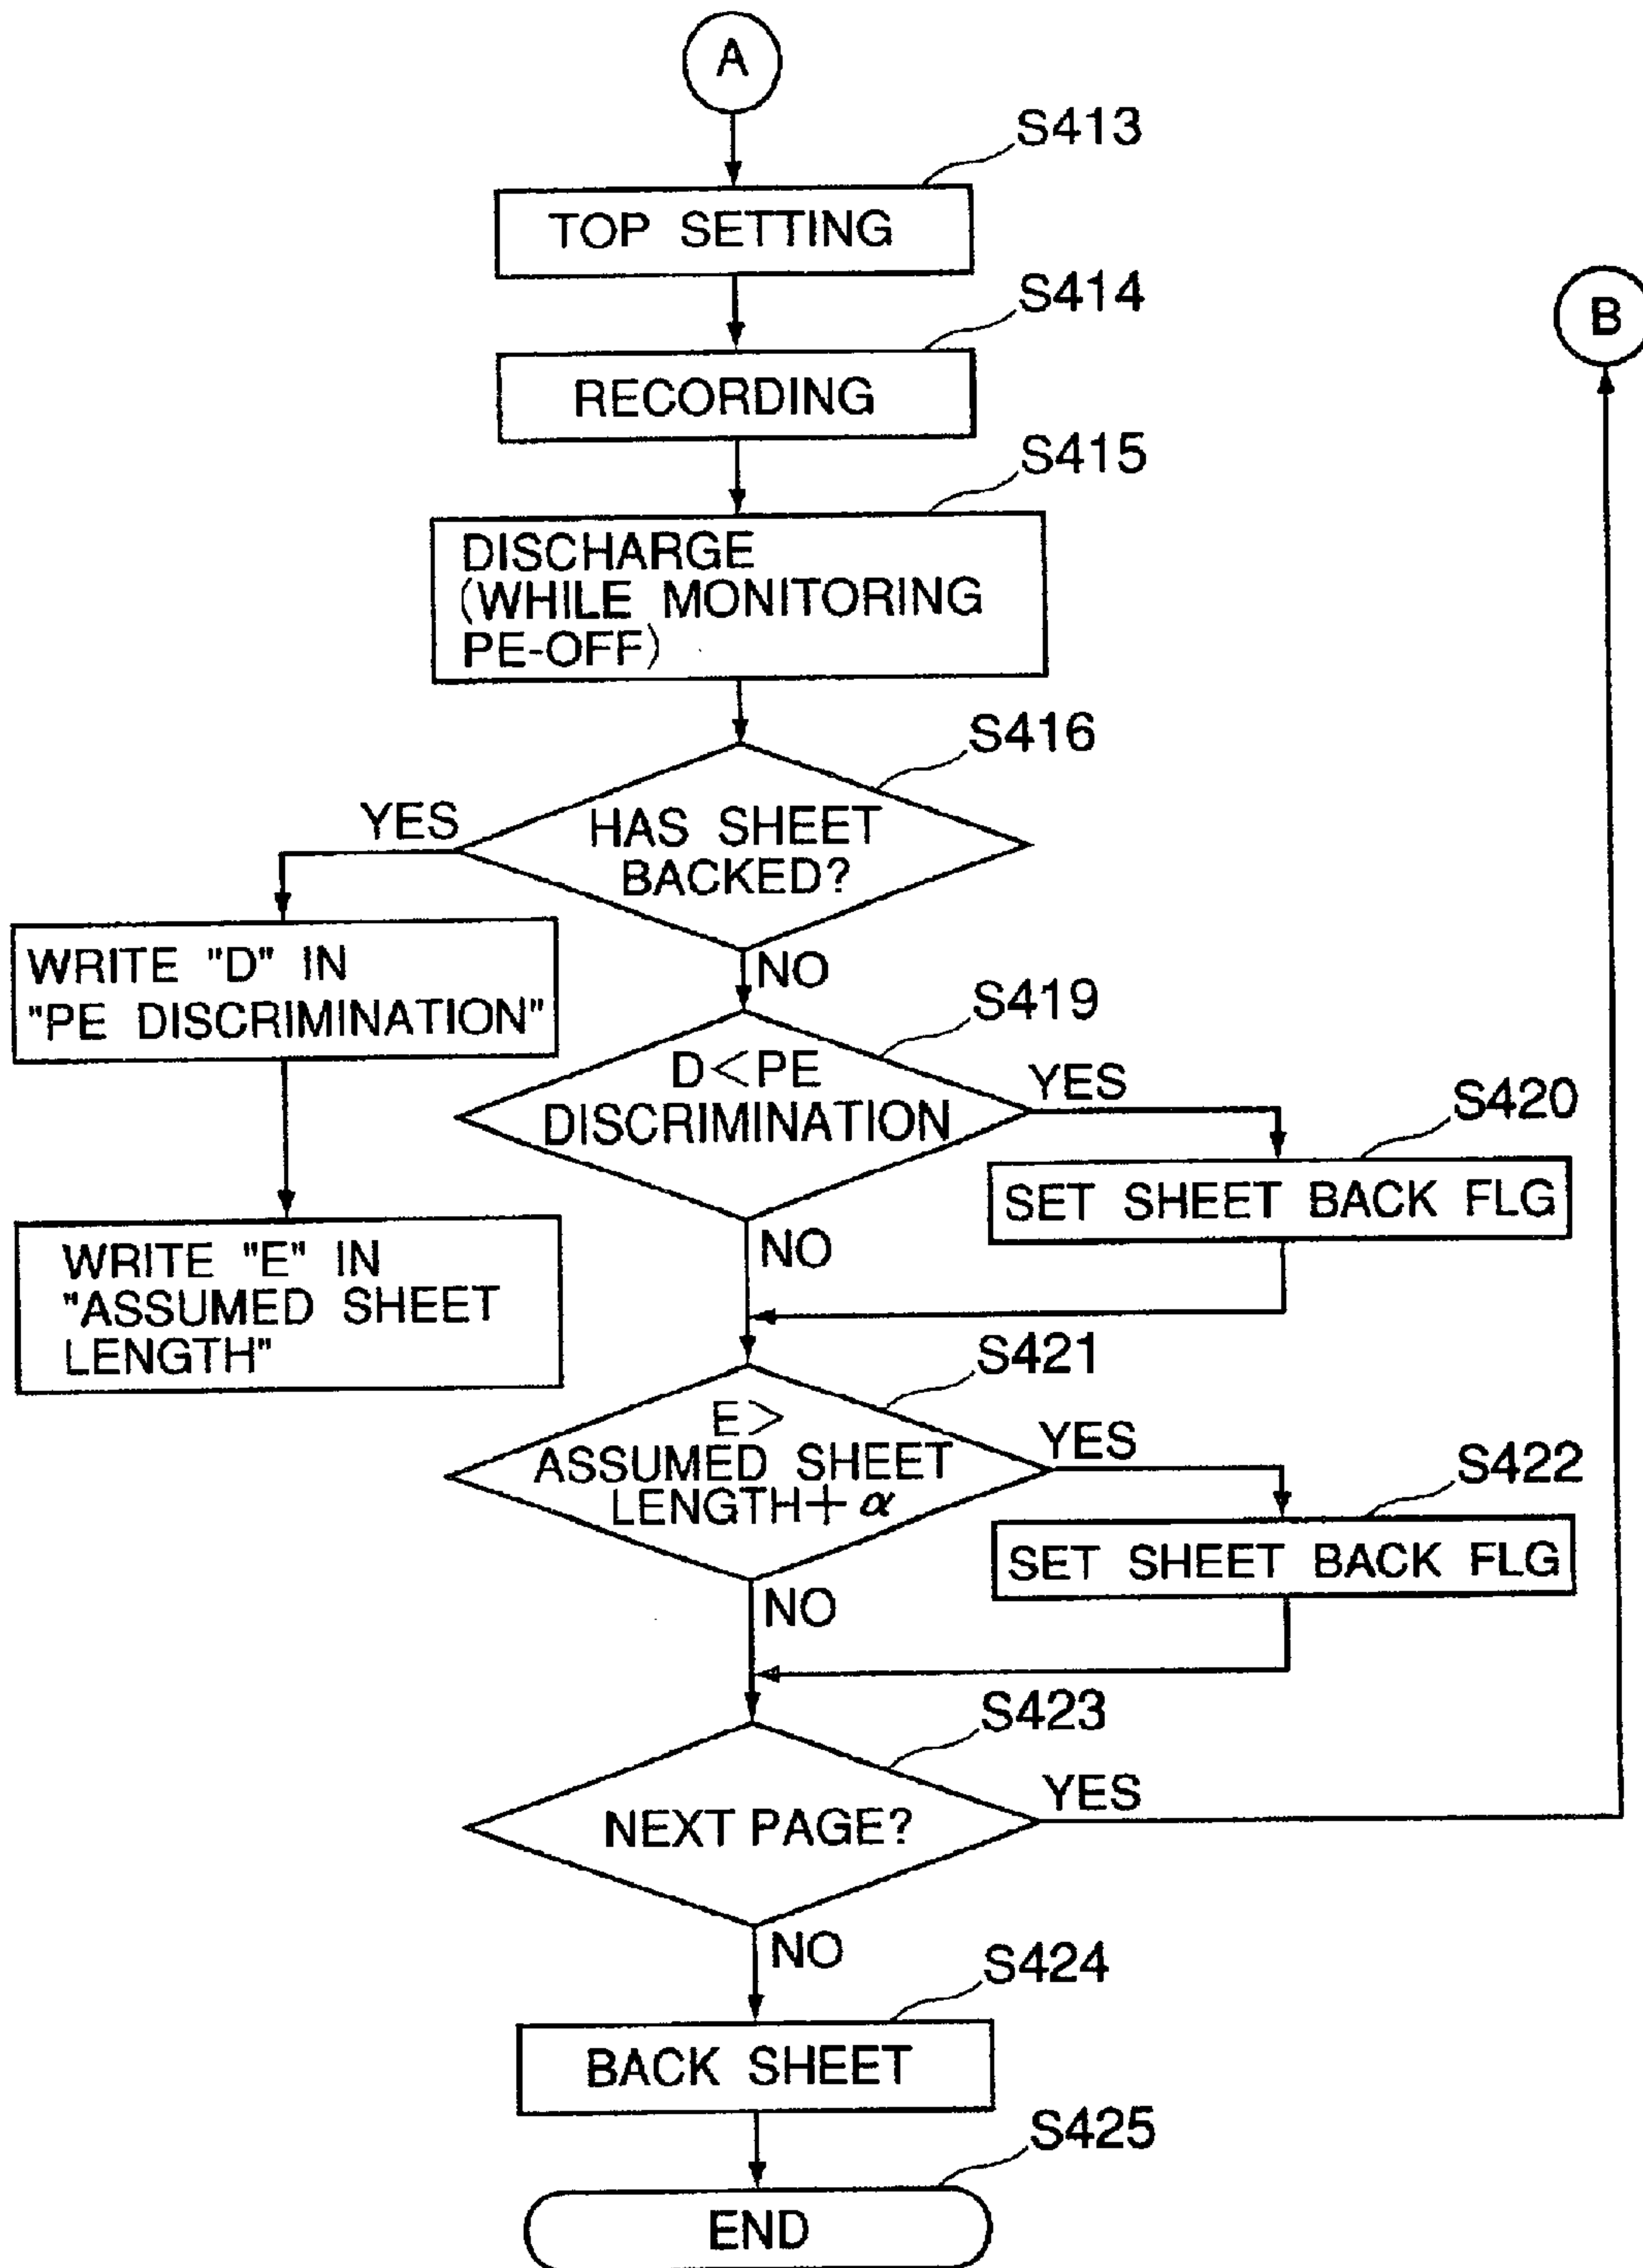 A
S413
TOP SETTING
S414
B
RECORDING
S415
DISCHARGE
(WHILE MONITORING
PE-OFF)
S416
YES
HAS SHEET
BACKED?
NO
WRITE "D" IN
"PE DISCRIMINATION"
S419
D<PE
DISCRIMINATION
YES
S420
SET SHEET BACK FLG
NO
WRITE "E" IN
"ASSUMED SHEET
LENGTH"
S421
E>
ASSUMED SHEET
LENGTH+α
YES
S422
SET SHEET BACK FLG
NO
S423
NEXT PAGE?
YES
NO
S424
BACK SHEET
S425
END